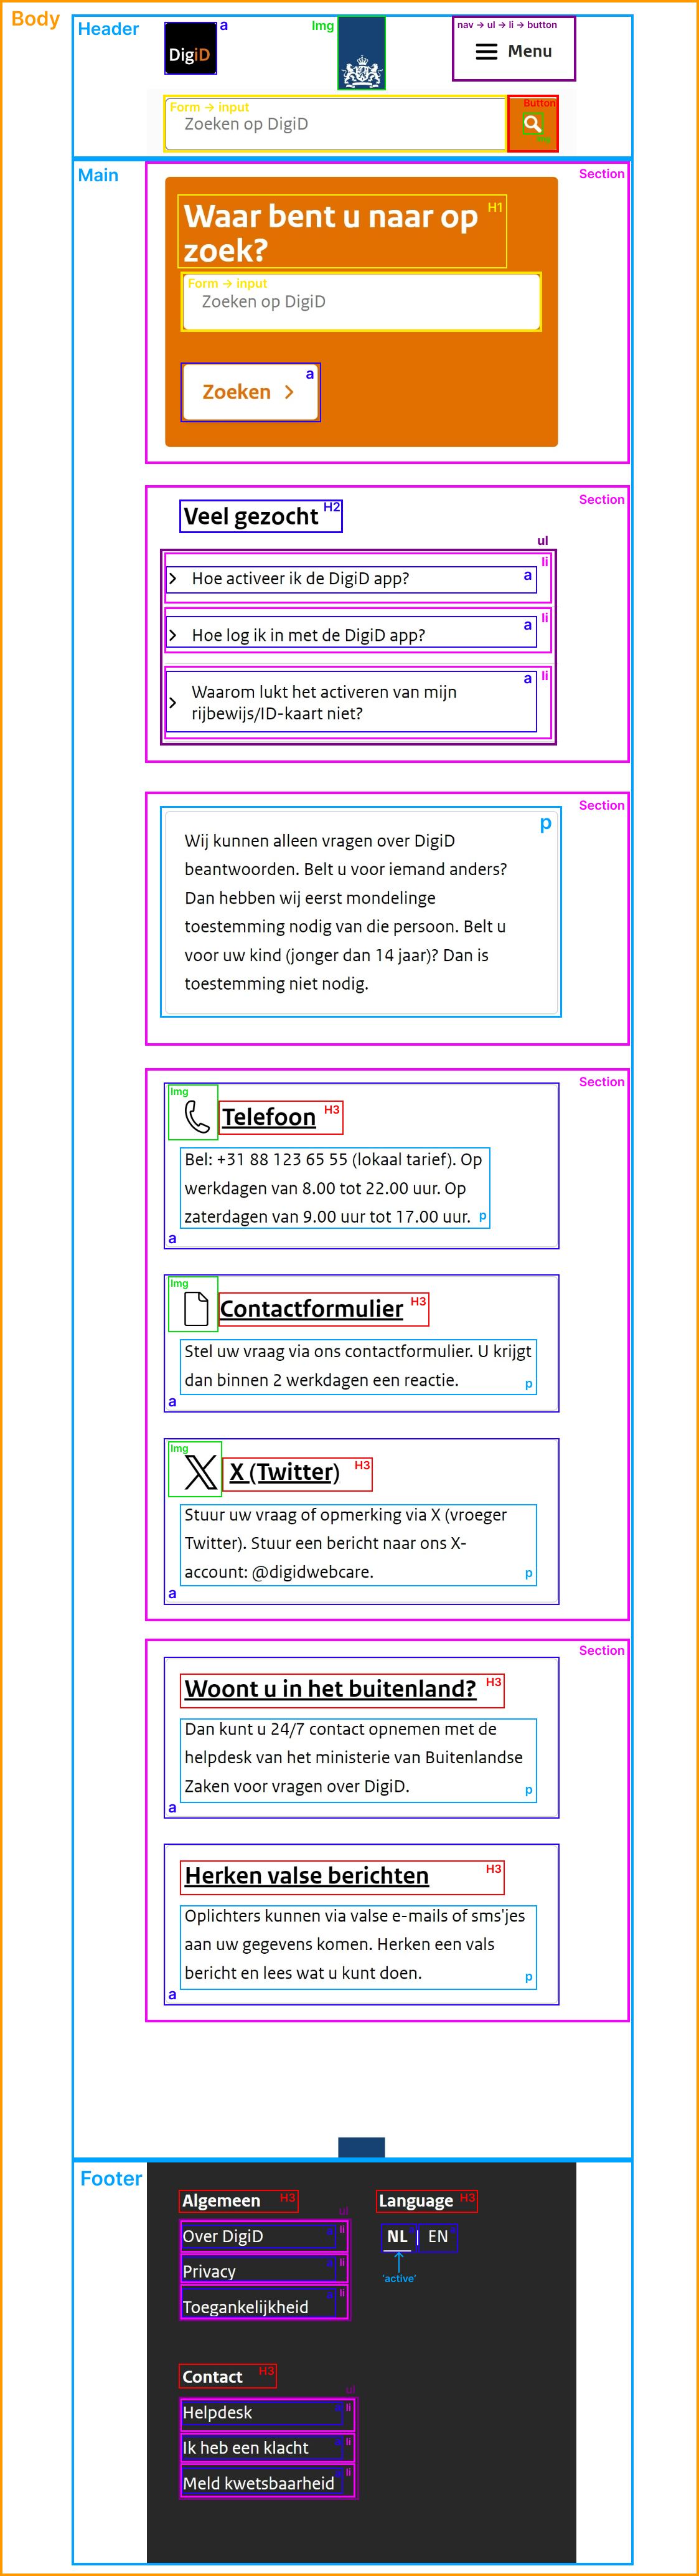 Body
Header
DigiD
a
Img
nav → ul → li → button
Menu
Form → input
Zoeken op DigiD
Button
Main
Section
Waar bent u naar op
zoek?
H1
Form → input
Zoeken op DigiD
Zoeken
a
Section
Veel gezocht
H2
ul
li
Hoe activeer ik de DigiD app?
a
li
Hoe log ik in met de DigiD app?
a
li
Waarom lukt het activeren van mijn
rijbewijs/ID-kaart niet?
a
Section
p
Wij kunnen alleen vragen over DigiD
beantwoorden. Belt u voor iemand anders?
Dan hebben wij eerst mondelinge
toestemming nodig van die persoon. Belt u
voor uw kind (jonger dan 14 jaar)? Dan is
toestemming niet nodig.
Section
Img
Telefoon
H3
Bel: +31 88 123 65 55 (lokaal tarief). Op
werkdagen van 8.00 tot 22.00 uur. Op
zaterdagen van 9.00 uur tot 17.00 uur.
p
a
Img
Contactformulier
H3
Stel uw vraag via ons contactformulier. U krijgt
dan binnen 2 werkdagen een reactie.
p
a
Img
X (Twitter)
H3
Stuur uw vraag of opmerking via X (vroeger
Twitter). Stuur een bericht naar ons X-
account: @digidwebcare.
p
a
Section
Woont u in het buitenland?
H3
Dan kunt u 24/7 contact opnemen met de
helpdesk van het ministerie van Buitenlandse
Zaken voor vragen over DigiD.
p
a
Herken valse berichten
H3
Oplichters kunnen via valse e-mails of sms'jes
aan uw gegevens komen. Herken een vals
bericht en lees wat u kunt doen.
p
a
Footer
Algemeen
H3
Language
H3
ul
Over DigiD
li
NL
EN
Privacy
li
'active'
Toegankelijkheid
li
Contact
H3
ul
Helpdesk
li
Ik heb een klacht
li
Meld kwetsbaarheid
li